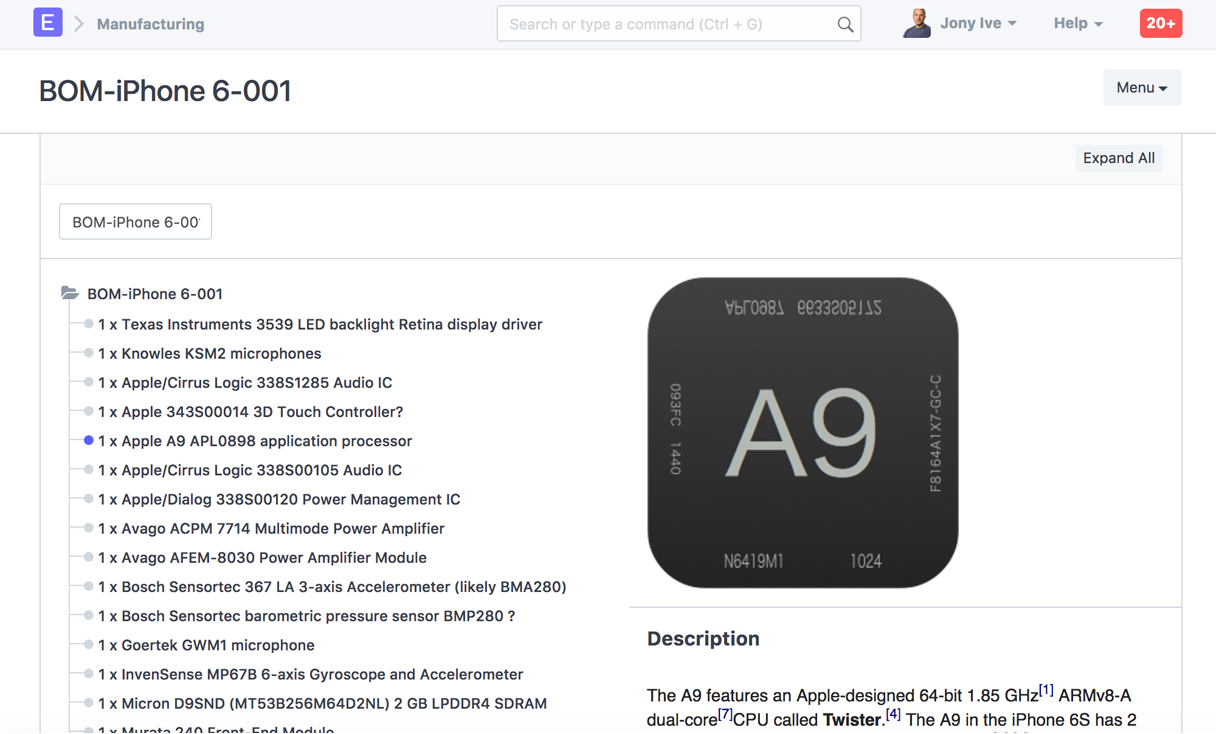 E
Manufacturing
Search or type a command (Ctrl + G)
Jony Ive
Help
20+
BOM-iPhone 6-001
Menu
Expand All
BOM-iPhone 6-00
BOM-iPhone 6-001
1 x Texas Instruments 3539 LED backlight Retina display driver
1 x Knowles KSM2 microphones
1 x Apple/Cirrus Logic 338S1285 Audio IC
1 x Apple 343S00014 3D Touch Controller?
1 x Apple A9 APL0898 application processor
1 x Apple/Cirrus Logic 338S00105 Audio IC
1 x Apple/Dialog 338S00120 Power Management IC
1 x Avago ACPM 7714 Multimode Power Amplifier
1 x Avago AFEM-8030 Power Amplifier Module
1 x Bosch Sensortec 367 LA 3-axis Accelerometer (likely BMA280)
1 x Bosch Sensortec barometric pressure sensor BMP280 ?
1 x Goertek GWM1 microphone
1 x InvenSense MP67B 6-axis Gyroscope and Accelerometer
1 x Micron D9SND (MT53B256M64D2NL) 2 GB LPDDR4 SDRAM
1 x Murata 240 Front-End Module
APL0987 6633S05172
093FC 1440
A9
F8164A1X7-GC-C
N6419M1 1024
Description
The A9 features an Apple-designed 64-bit 1.85 GHz[1] ARMv8-A
dual-core[7]CPU called Twister.[4] The A9 in the iPhone 6S has 2